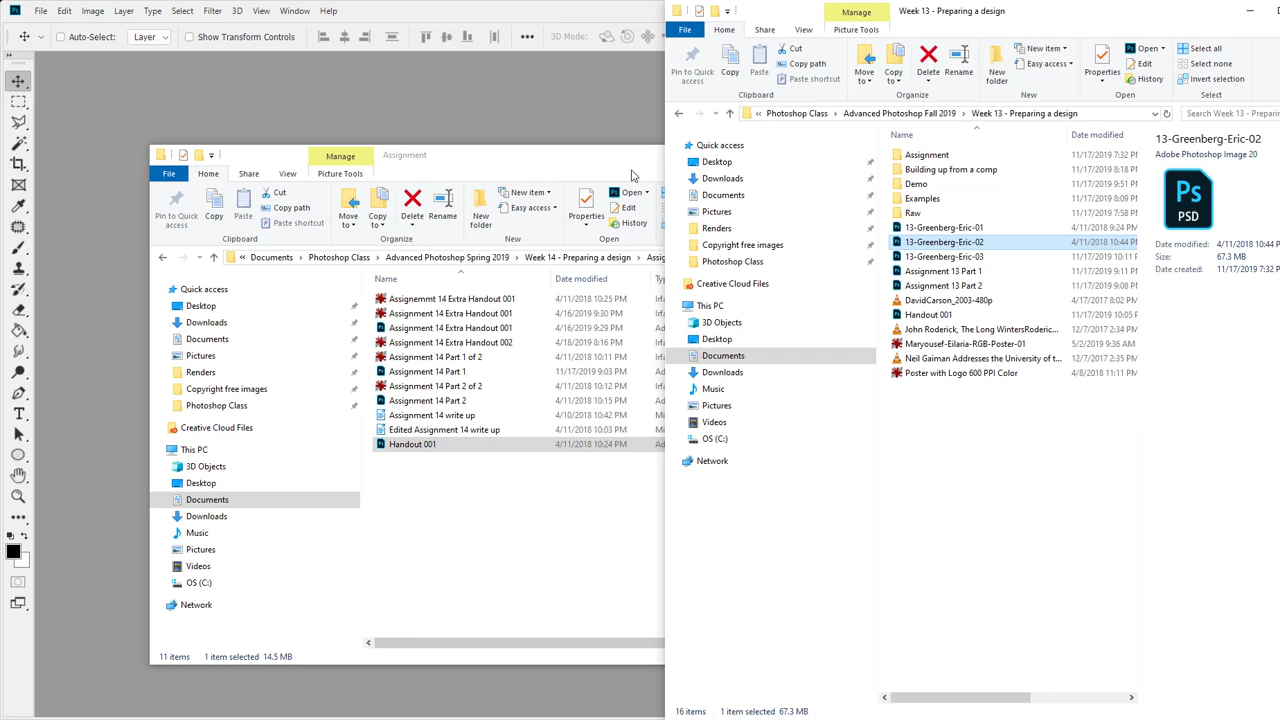 File Edit Image Layer Type Select Filter 3D View Window Help
Auto-Select: Layer Show Transform Controls ••• 3D Mode:
Manage Assignment
File Home Share View Picture Tools
Pin to Quick access Copy Paste Cut Copy path Paste shortcut Move to Copy to Delete Rename New folder New item Easy access Properties Open Edit History
Clipboard Organize New Open
« Documents Photoshop Class Advanced Photoshop Spring 2019 Week 14 - Preparing a design
Name Date modified
Quick access
Desktop
Downloads
Documents
Pictures
Renders
Copyright free images
Photoshop Class
Creative Cloud Files
This PC
3D Objects
Desktop
Documents
Downloads
Music
Pictures
Videos
OS (C:)
Network
Assignemmt 14 Extra Handout 001 4/11/2018 10:25 PM
Assignment 14 Extra Handout 001 4/16/2019 9:30 PM
Assignment 14 Extra Handout 001 4/16/2019 9:29 PM
Assignment 14 Extra Handout 002 4/18/2019 8:16 PM
Assignment 14 Part 1 of 2 4/11/2018 10:11 PM
Assignment 14 Part 1 11/17/2019 9:03 PM
Assignment 14 Part 2 of 2 4/11/2018 10:12 PM
Assignment 14 Part 2 4/11/2018 10:15 PM
Assignment 14 write up 4/10/2018 10:42 PM
Edited Assignment 14 write up 4/11/2018 10:03 PM
Handout 001 4/11/2018 10:24 PM
11 items 1 item selected 14.5 MB
Manage Week 13 - Preparing a design
File Home Share View Picture Tools
Pin to Quick access Copy Paste Cut Copy path Paste shortcut Move to Copy to Delete Rename New folder New item Easy access Properties Open Edit History Select all Select none Invert selection
Clipboard Organize New Open Select
« Photoshop Class Advanced Photoshop Fall 2019 Week 13 - Preparing a design Search Week 13 -
Name Date modified
Quick access
Desktop
Downloads
Documents
Pictures
Renders
Copyright free images
Photoshop Class
Creative Cloud Files
This PC
3D Objects
Desktop
Documents
Downloads
Music
Pictures
Videos
OS (C:)
Network
Assignment 11/17/2019 7:32 P
Building up from a comp 11/17/2019 8:18 P
Demo 11/17/2019 7:32 P
Examples 11/17/2019 8:09 P
Raw 11/17/2019 7:58 P
13-Greenberg-Eric-01 4/11/2018 9:24 PM
13-Greenberg-Eric-02 4/11/2018 10:44 P
13-Greenberg-Eric-03 11/17/2019 10:11
Assignment 13 Part 1 11/17/2019 9:11 P
Assignment 13 Part 2 11/17/2019 9:08 P
DavidCarson_2003-480p 4/17/2017 8:02 P
Handout 001 11/17/2019 10:05
John Roderick, The Long WintersRoderic... 12/7/2017 2:34 P
Maryousef-Eilaria-RGB-Poster-01 5/2/2019 9:36 AM
Neil Gaiman Addresses the University of t... 12/7/2017 2:35 P
Poster with Logo 600 PPI Color 4/8/2018 11:11 P
13-Greenberg-Eric-02
Adobe Photoshop Image 20
Ps
PSD
Date modified: 4/11/2018 10:44 P
Size: 67.3 MB
Date created: 11/17/2019 7:32 P
16 items 1 item selected 67.3 MB